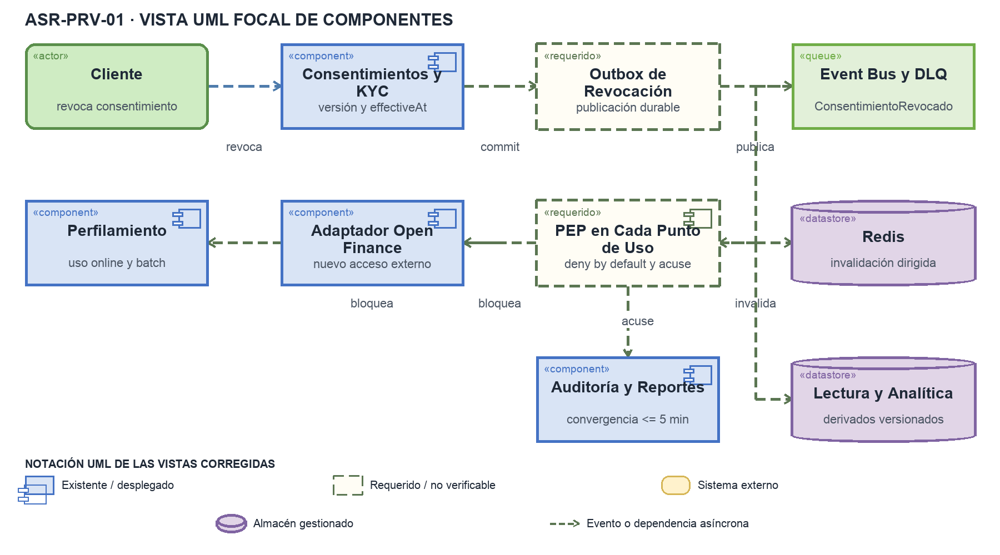 ASR-PRV-01 · VISTA UML FOCAL DE COMPONENTES
«actor»
Cliente
revoca consentimiento
«component»
Consentimientos y
KYC
versión y effectiveAt
«requerido»
Outbox de
Revocación
publicación durable
«queue»
Event Bus y DLQ
ConsentimientoRevocado
revoca
commit
publica
«component»
Perfilamiento
uso online y batch
«component»
Adaptador Open
Finance
nuevo acceso externo
«requerido»
PEP en Cada Punto
de Uso
deny by default y acuse
«datastore»
Redis
invalidación dirigida
bloquea
bloquea
invalida
acuse
«component»
Auditoría y Reportes
convergencia <= 5 min
«datastore»
Lectura y Analítica
derivados versionados
NOTACIÓN UML DE LAS VISTAS CORREGIDAS
Existente / desplegado
Requerido / no verificable
Sistema externo
Almacén gestionado
Evento o dependencia asíncrona